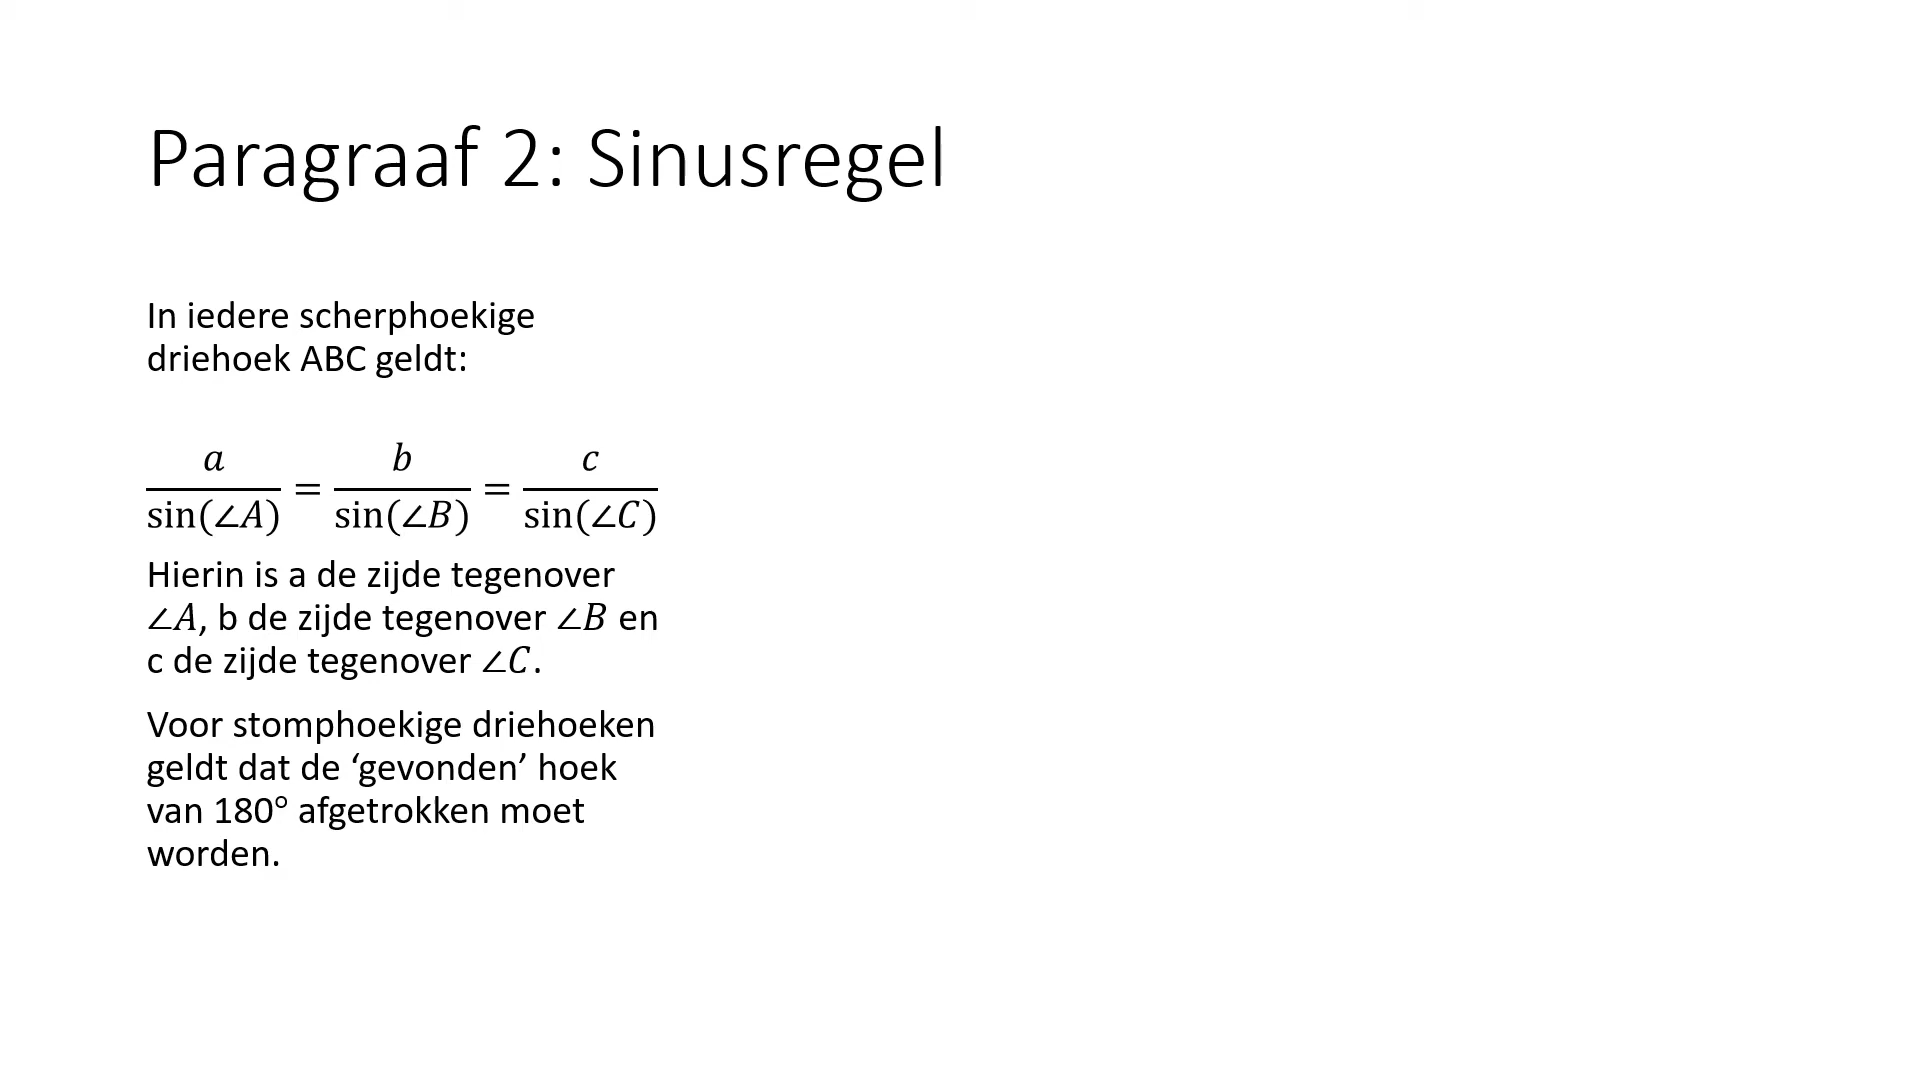 Paragraaf 2: Sinusregel
In iedere scherphoekige
driehoek ABC geldt:
a/sin(∠A) = b/sin(∠B) = c/sin(∠C)
Hierin is a de zijde tegenover
∠A, b de zijde tegenover ∠B en
c de zijde tegenover ∠C.
Voor stomphoekige driehoeken
geldt dat de ‘gevonden’ hoek
van 180° afgetrokken moet
worden.